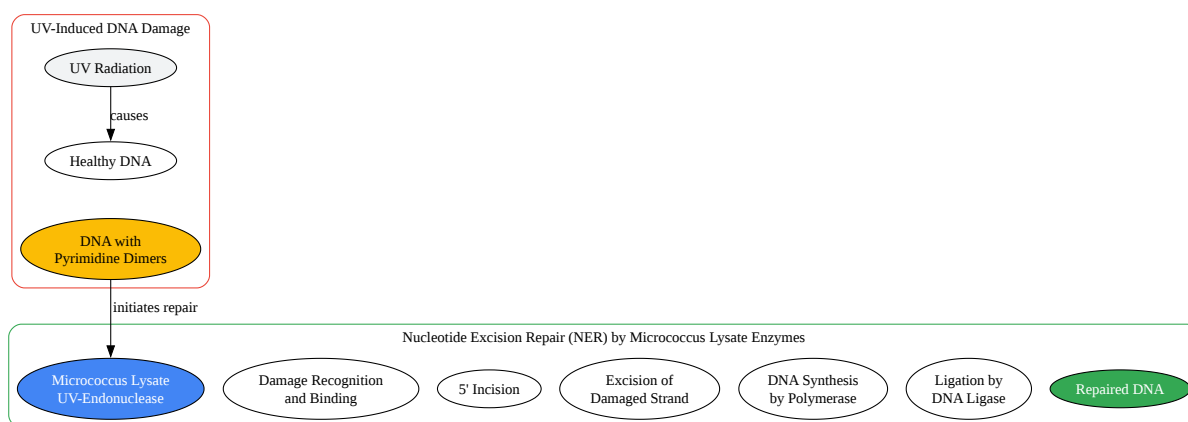 UV-Induced DNA Damage
UV Radiation
causes
Healthy DNA
DNA with
Pyrimidine Dimers
initiates repair
Nucleotide Excision Repair (NER) by Micrococcus Lysate Enzymes
Micrococcus Lysate
UV-Endonuclease
Damage Recognition
and Binding
5' Incision
Excision of
Damaged Strand
DNA Synthesis
by Polymerase
Ligation by
DNA Ligase
Repaired DNA